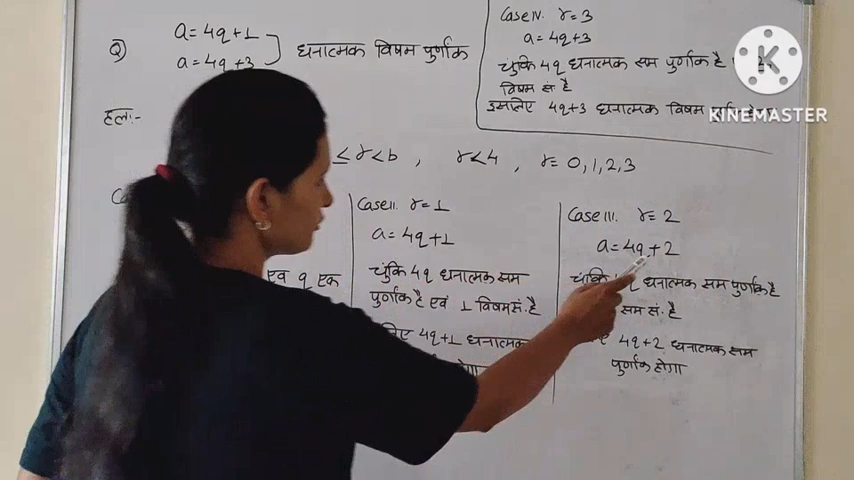 Q) a = 4q+1
a = 4q+3
धनात्मक विषम पुर्णांक
हल:-
Case IV. r = 3
a = 4q+3
चुंकि 4q धनात्मक सम पुर्णांक है
विषम सं. है
इसलिए 4q+3 धनात्मक विषम
≤ r < b , r < 4 , r = 0, 1, 2, 3
एवं q एक
Case II. r = 1
a = 4q+1
चुंकि 4q धनात्मक सम
पुर्णांक है एवं 1 विषम सं. है
4q+1 धनात्मक
Case III. r = 2
a = 4q+2
चुंकि धनात्मक सम पुर्णांक है
सम सं. है
4q+2 धनात्मक सम
पुर्णांक होगा
KINEMASTER